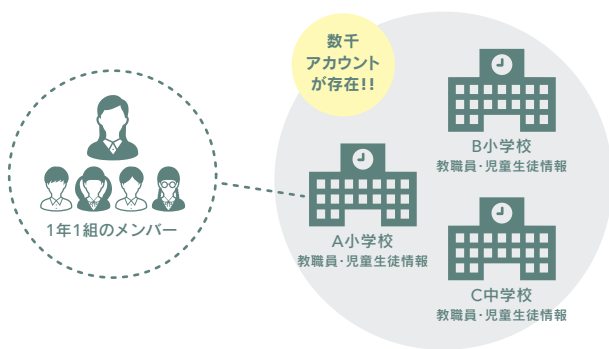 数千
アカウント
が存在!!
B小学校
教職員・児童生徒情報
A小学校
教職員・児童生徒情報
C中学校
教職員・児童生徒情報
1年1組のメンバー